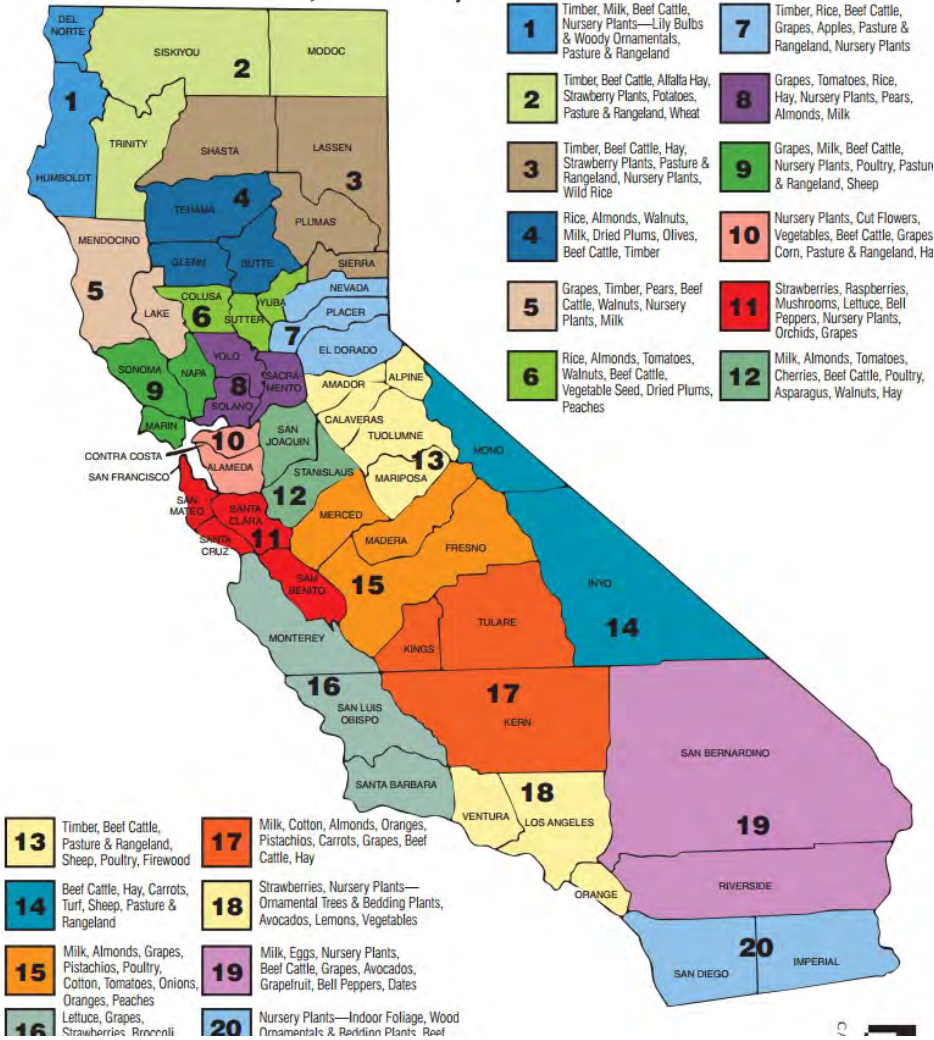 DEL
NORTE
SISKIYOU
MODOC
2
1
TRINITY
HUMBOLDT
SHASTA
LASSEN
3
TEHAMA
4
PLUMAS
MENDOCINO
GLENN
BUTTE
SIERRA
5
LAKE
COLUSA
6
SUTTER
YUBA
NEVADA
PLACER
7
EL DORADO
SONOMA
9
NAPA
YOLO
8
SOLANO
SACRA-
MENTO
MARIN
AMADOR
ALPINE
CALAVERAS
TUOLUMNE
MONO
10
CONTRA COSTA
SAN FRANCISCO
ALAMEDA
SAN
JOAQUIN
STANISLAUS
12
13
MARIPOSA
SAN
MATEO
SANTA
CLARA
SANTA
CRUZ
11
MERCED
MADERA
FRESNO
15
SAN
BENITO
INYO
14
MONTEREY
KINGS
TULARE
16
SAN LUIS
OBISPO
17
KERN
SANTA BARBARA
SAN BERNARDINO
19
VENTURA
18
LOS ANGELES
ORANGE
RIVERSIDE
20
SAN DIEGO
IMPERIAL
1
Timber, Milk, Beef Cattle,
Nursery Plants—Lily Bulbs
& Woody Ornamentals,
Pasture & Rangeland
2
Timber, Beef Cattle, Alfalfa Hay,
Strawberry Plants, Potatoes,
Pasture & Rangeland, Wheat
3
Timber, Beef Cattle, Hay,
Strawberry Plants, Pasture &
Rangeland, Nursery Plants,
Wild Rice
4
Rice, Almonds, Walnuts,
Milk, Dried Plums, Olives,
Beef Cattle, Timber
5
Grapes, Timber, Pears, Beef
Cattle, Walnuts, Nursery
Plants, Milk
6
Rice, Almonds, Tomatoes,
Walnuts, Beef Cattle,
Vegetable Seed, Dried Plums,
Peaches
7
Timber, Rice, Beef Cattle,
Grapes, Apples, Pasture &
Rangeland, Nursery Plants
8
Grapes, Tomatoes, Rice,
Hay, Nursery Plants, Pears,
Almonds, Milk
9
Grapes, Milk, Beef Cattle,
Nursery Plants, Poultry, Pasture
& Rangeland, Sheep
10
Nursery Plants, Cut Flowers,
Vegetables, Beef Cattle, Grapes
Corn, Pasture & Rangeland, Ha
11
Strawberries, Raspberries,
Mushrooms, Lettuce, Bell
Peppers, Nursery Plants,
Orchids, Grapes
12
Milk, Almonds, Tomatoes,
Cherries, Beef Cattle, Poultry,
Asparagus, Walnuts, Hay
13
Timber, Beef Cattle,
Pasture & Rangeland,
Sheep, Poultry, Firewood
14
Beef Cattle, Hay, Carrots,
Turf, Sheep, Pasture &
Rangeland
15
Milk, Almonds, Grapes,
Pistachios, Poultry,
Cotton, Tomatoes, Onions,
Oranges, Peaches
16
Lettuce, Grapes,
Strawberries, Broccoli
17
Milk, Cotton, Almonds, Oranges,
Pistachios, Carrots, Grapes, Beef
Cattle, Hay
18
Strawberries, Nursery Plants—
Ornamental Trees & Bedding Plants,
Avocados, Lemons, Vegetables
19
Milk, Eggs, Nursery Plants,
Beef Cattle, Grapes, Avocados,
Grapefruit, Bell Peppers, Dates
20
Nursery Plants—Indoor Foliage, Wood
Ornamentals & Bedding Plants, Beef